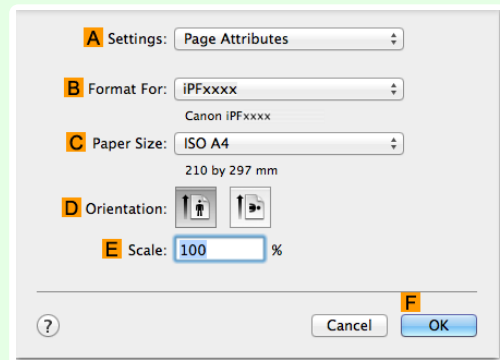 A Settings: Page Attributes
B Format For: iPFxxxx
Canon iPFxxxx
C Paper Size: ISO A4
210 by 297 mm
D Orientation:
E Scale: 100 %
F
? Cancel OK